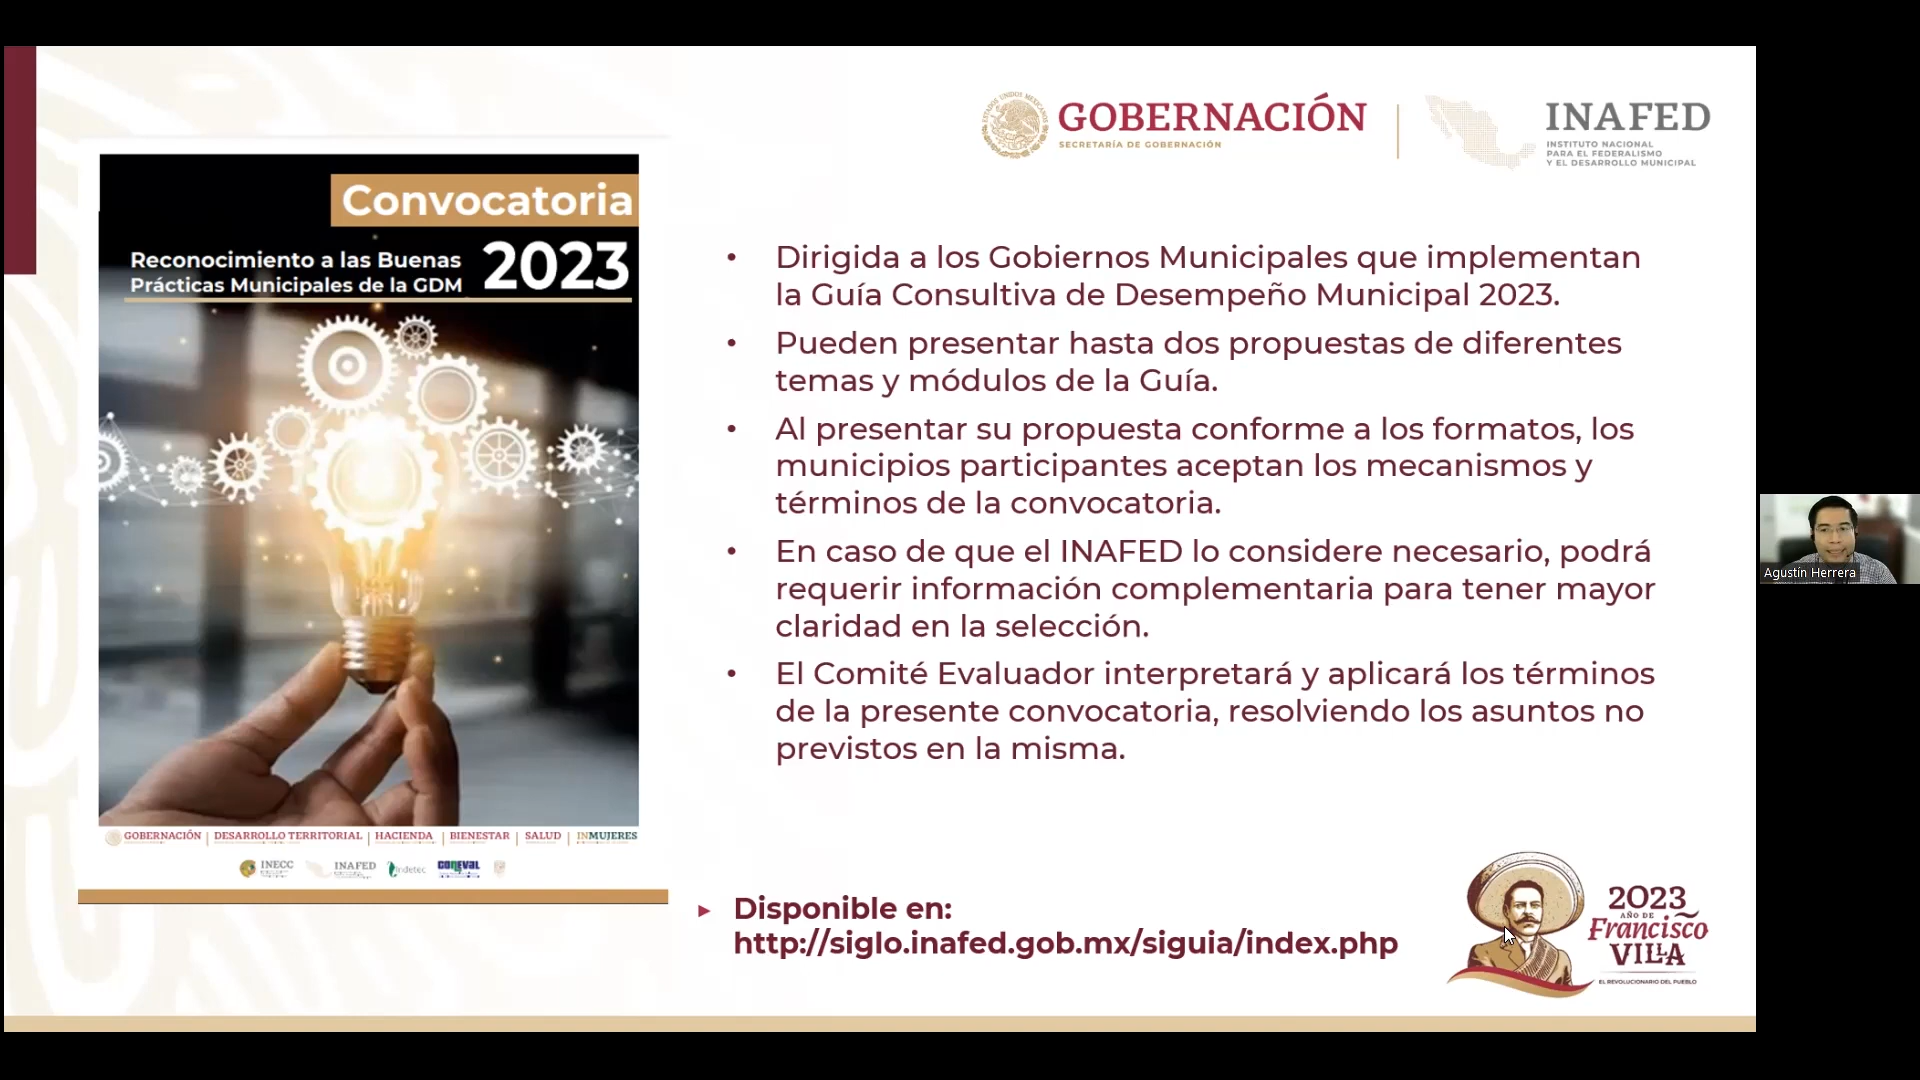 GOBERNACIÓN
SECRETARÍA DE GOBERNACIÓN
INAFED
INSTITUTO NACIONAL
PARA EL FEDERALISMO
Y EL DESARROLLO MUNICIPAL
Convocatoria
Reconocimiento a las Buenas
Prácticas Municipales de la GDM
2023
GOBERNACIÓN | DESARROLLO TERRITORIAL | HACIENDA | BIENESTAR | SALUD | INMUJERES
INECC
INAFED
indetec
CONEVAL
• Dirigida a los Gobiernos Municipales que implementan
la Guía Consultiva de Desempeño Municipal 2023.
• Pueden presentar hasta dos propuestas de diferentes
temas y módulos de la Guía.
• Al presentar su propuesta conforme a los formatos, los
municipios participantes aceptan los mecanismos y
términos de la convocatoria.
• En caso de que el INAFED lo considere necesario, podrá
requerir información complementaria para tener mayor
claridad en la selección.
• El Comité Evaluador interpretará y aplicará los términos
de la presente convocatoria, resolviendo los asuntos no
previstos en la misma.
Disponible en:
http://siglo.inafed.gob.mx/siguia/index.php
2023
AÑO DE
Francisco
VILLA
EL REVOLUCIONARIO DEL PUEBLO
Agustín Herrera